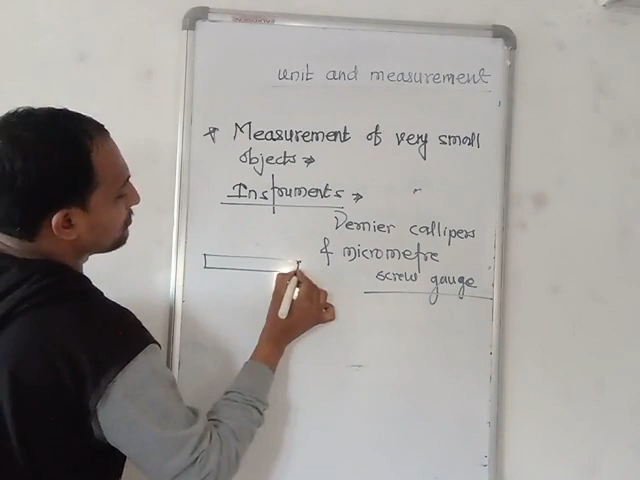 unit and measurement
* Measurement of very small
objects ⇒
Instruments ⇒ "
Vernier callipers
& micrometre
screw gauge